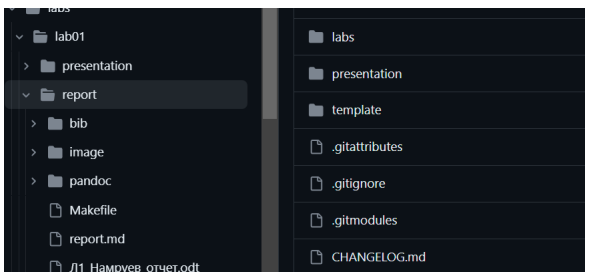 labs
lab01
presentation
report
bib
image
pandoc
Makefile
report.md
Л1_Намруев_отчет.odt
labs
presentation
template
.gitattributes
.gitignore
.gitmodules
CHANGELOG.md